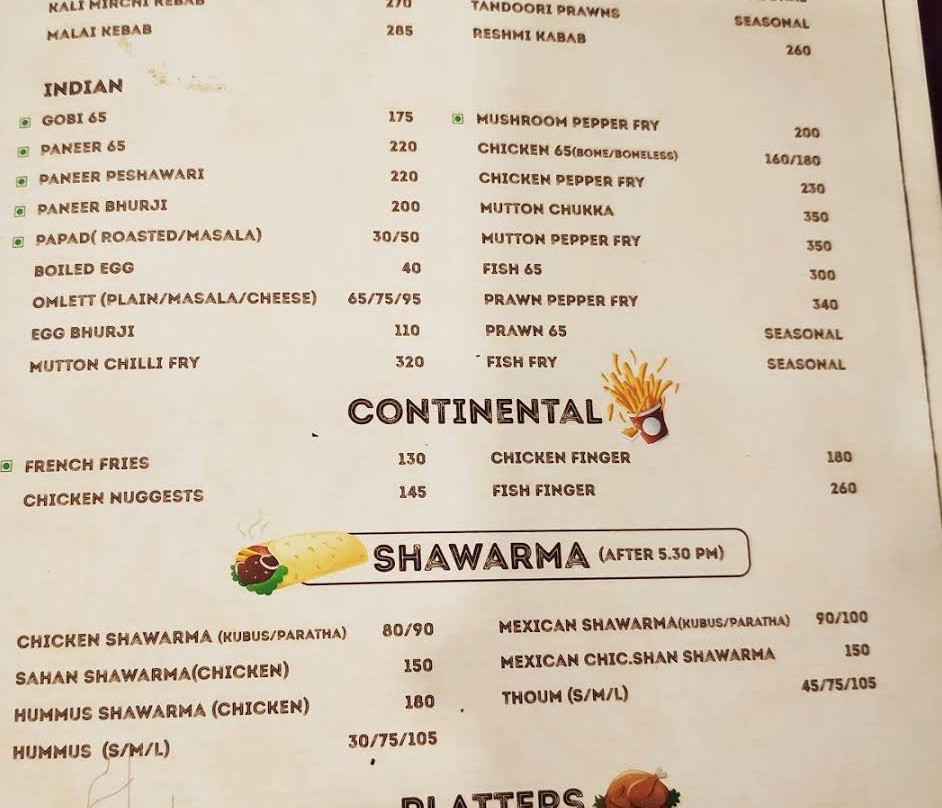 KALI MIRCHI KEBAB 270
MALAI KEBAB 285
TANDOORI PRAWNS SEASONAL
RESHMI KABAB 260
INDIAN
GOBI 65 175
PANEER 65 220
PANEER PESHAWARI 220
PANEER BHURJI 200
PAPAD( ROASTED/MASALA) 30/50
BOILED EGG 40
OMLETT (PLAIN/MASALA/CHEESE) 65/75/95
EGG BHURJI 110
MUTTON CHILLI FRY 320
MUSHROOM PEPPER FRY 200
CHICKEN 65(BONE/BONELESS) 160/180
CHICKEN PEPPER FRY 230
MUTTON CHUKKA 350
MUTTON PEPPER FRY 350
FISH 65 300
PRAWN PEPPER FRY 340
PRAWN 65 SEASONAL
FISH FRY SEASONAL
CONTINENTAL
FRENCH FRIES 130
CHICKEN NUGGESTS 145
CHICKEN FINGER 180
FISH FINGER 260
SHAWARMA (AFTER 5.30 PM)
CHICKEN SHAWARMA (KUBUS/PARATHA) 80/90
SAHAN SHAWARMA(CHICKEN) 150
HUMMUS SHAWARMA (CHICKEN) 180
HUMMUS (S/M/L) 30/75/105
MEXICAN SHAWARMA(KUBUS/PARATHA) 90/100
MEXICAN CHIC.SHAN SHAWARMA 150
THOUM (S/M/L) 45/75/105
PLATTERS